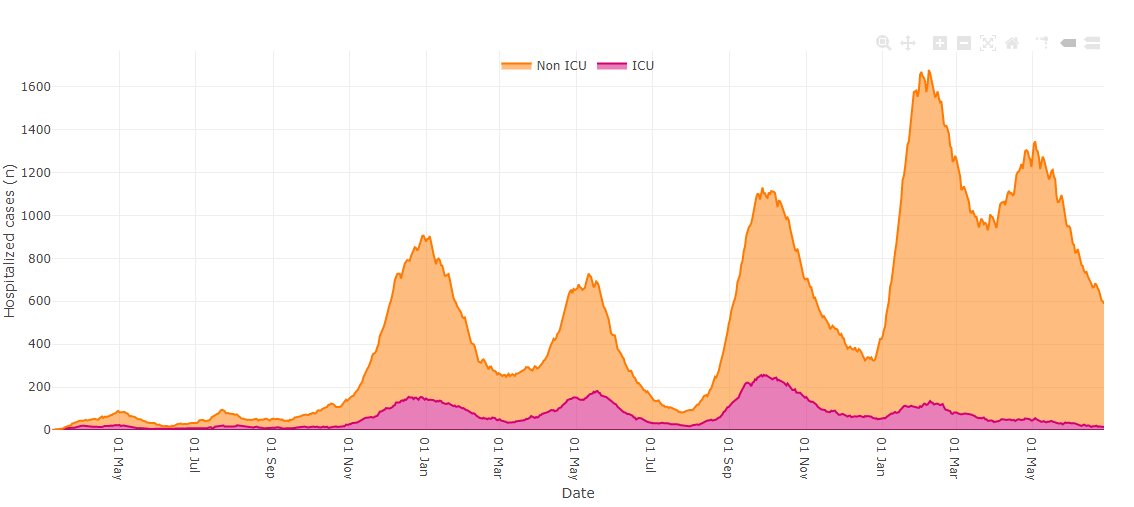 Non ICU
ICU
Hospitalized cases (n)
1600
1400
1200
1000
800
600
400
200
0
01 May
01 Jul
01 Sep
01 Nov
01 Jan
01 Mar
01 May
01 Jul
01 Sep
01 Nov
01 Jan
01 Mar
01 May
Date